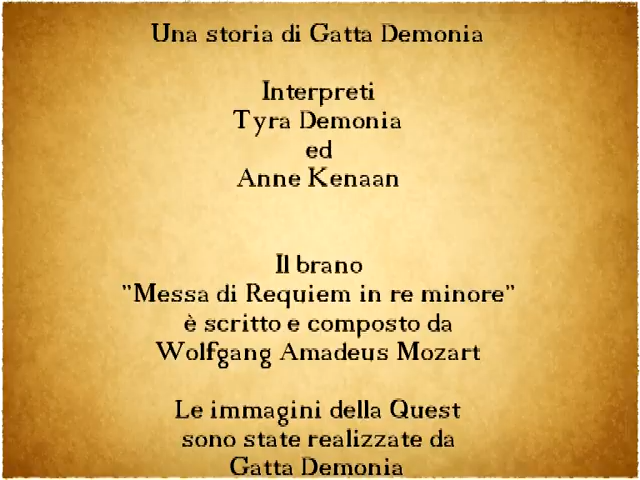 Una storia di Gatta Demonia
Interpreti
Tyra Demonia
ed
Anne Kenaan
Il brano
"Messa di Requiem in re minore"
è scritto e composto da
Wolfgang Amadeus Mozart
Le immagini della Quest
sono state realizzate da
Gatta Demonia